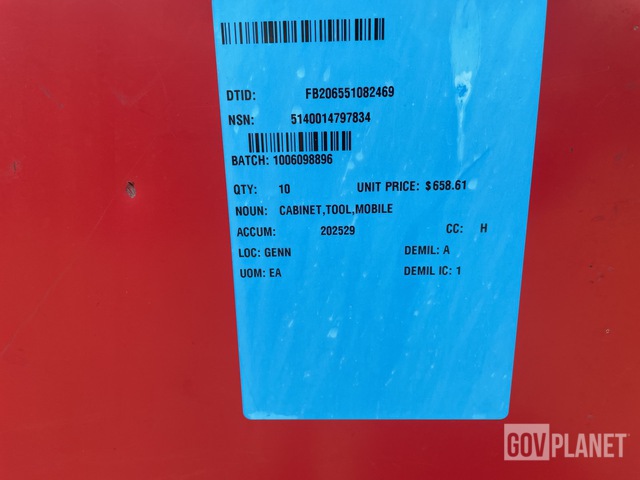 DTID: FB206551082469
NSN: 5140014797834
BATCH: 1006098896
QTY: 10 UNIT PRICE: $658.61
NOUN: CABINET,TOOL,MOBILE
ACCUM: 202529 CC: H
LOC: GENN DEMIL: A
UOM: EA DEMIL IC: 1
GOVPLANET